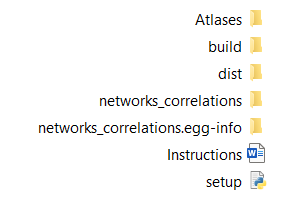 Atlases
build
dist
networks_correlations
networks_correlations.egg-info
Instructions
setup